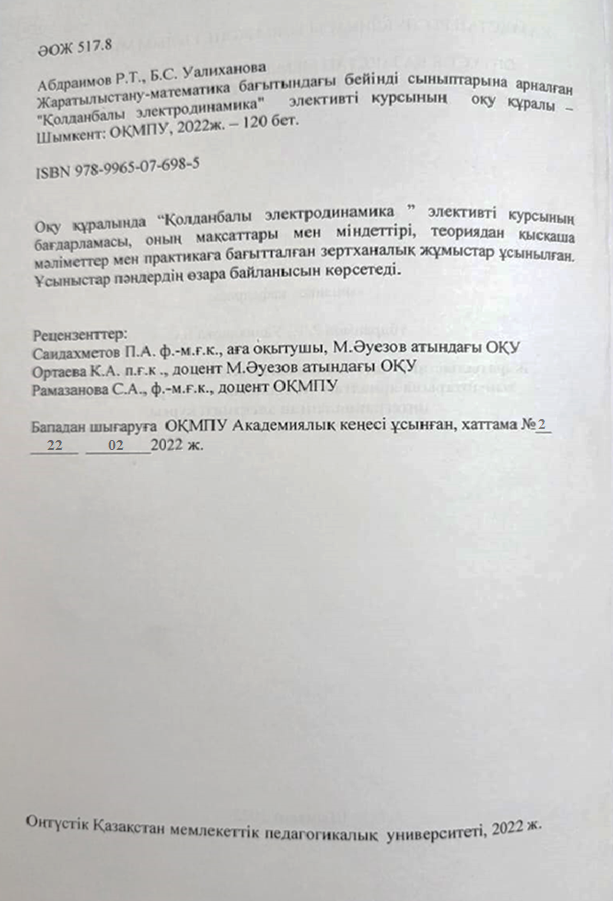 ӘОЖ 517.8
Абдраимов Р.Т., Б.С. Уалиханова
Жаратылыстану-математика бағытындағы бейінді сыныптарына арналған
"Қолданбалы электродинамика" элективті курсының оқу құралы –
Шымкент: ОҚМПУ, 2022ж. – 120 бет.
ISBN 978-9965-07-698-5
Оқу құралында “Қолданбалы электродинамика ” элективті курсының
бағдарламасы, оның мақсаттары мен міндеттірі, теориядан қысқаша
мәліметтер мен практикаға бағытталған зертханалық жұмыстар ұсынылған.
Ұсыныстар пәндердің өзара байланысын көрсетеді.
Рецензенттер:
Саидахметов П.А. ф.-м.ғ.к., аға оқытушы, М.Әуезов атындағы ОҚУ
Ортаева К.А. п.ғ.к ., доцент М.Әуезов атындағы ОҚУ
Рамазанова С.А., ф.-м.ғ.к., доцент ОҚМПУ
Бападан шығаруға ОҚМПУ Академиялық кеңесі ұсынған, хаттама №2
22 02 2022 ж.
Онтүстік Қазақстан мемлекеттік педагогикалық университеті, 2022 ж.